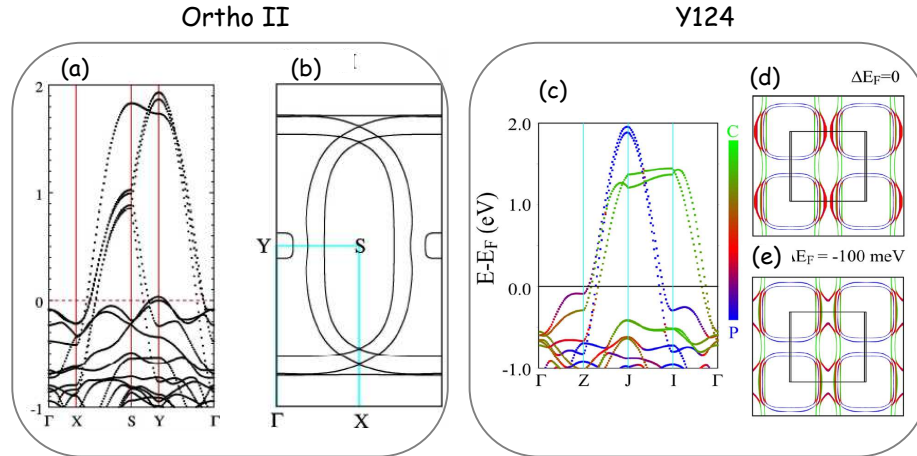 Ortho II
Y124
(a)
(b)
2
1
0
-1
Γ X S Y Γ
Y
S
Γ
X
(c)
E-E_F (eV)
2.0
1.0
0.0
-1.0
Γ Z J I Γ
C
P
(d)
ΔE_F=0
(e)
ΔE_F = -100 meV